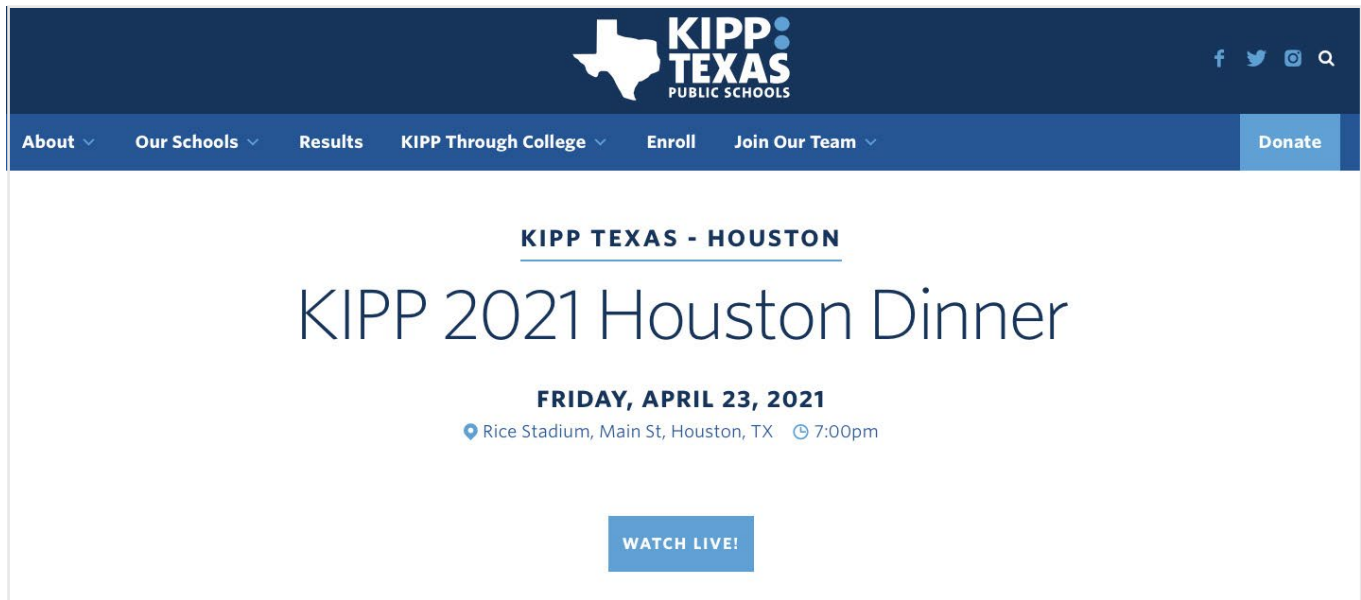 KIPP:
TEXAS
PUBLIC SCHOOLS
About Our Schools Results KIPP Through College Enroll Join Our Team Donate
KIPP TEXAS - HOUSTON
KIPP 2021 Houston Dinner
FRIDAY, APRIL 23, 2021
Rice Stadium, Main St, Houston, TX 7:00pm
WATCH LIVE!